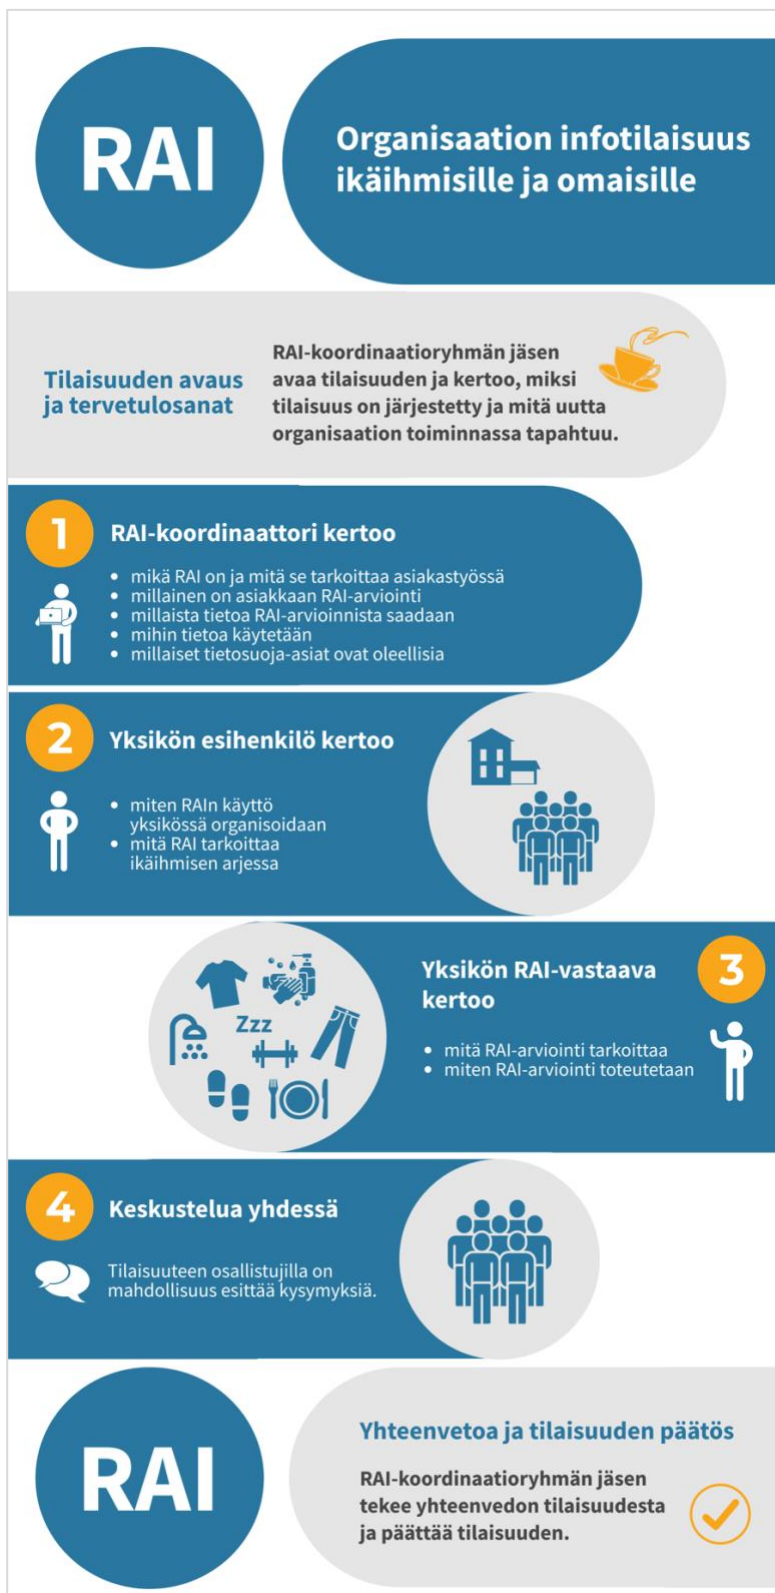 RAI
Organisaation infotilaisuus
ikäihmisille ja omaisille
Tilaisuuden avaus
ja tervetulosanat
RAI-koordinaatioryhmän jäsen
avaa tilaisuuden ja kertoo, miksi
tilaisuus on järjestetty ja mitä uutta
organisaation toiminnassa tapahtuu.
1
RAI-koordinaattori kertoo
• mikä RAI on ja mitä se tarkoittaa asiakastyössä
• millainen on asiakkaan RAI-arviointi
• millaista tietoa RAI-arvioinnista saadaan
• mihin tietoa käytetään
• millaiset tietosuoja-asiat ovat oleellisia
2
Yksikön esihenkilö kertoo
• miten RAIn käyttö
yksikössä organisoidaan
• mitä RAI tarkoittaa
ikäihmisen arjessa
Zzz
3
Yksikön RAI-vastaava
kertoo
• mitä RAI-arviointi tarkoittaa
• miten RAI-arviointi toteutetaan
4
Keskustelua yhdessä
Tilaisuuteen osallistujilla on
mahdollisuus esittää kysymyksiä.
RAI
Yhteenvetoa ja tilaisuuden päätös
RAI-koordinaatioryhmän jäsen
tekee yhteenvedon tilaisuudesta
ja päättää tilaisuuden.